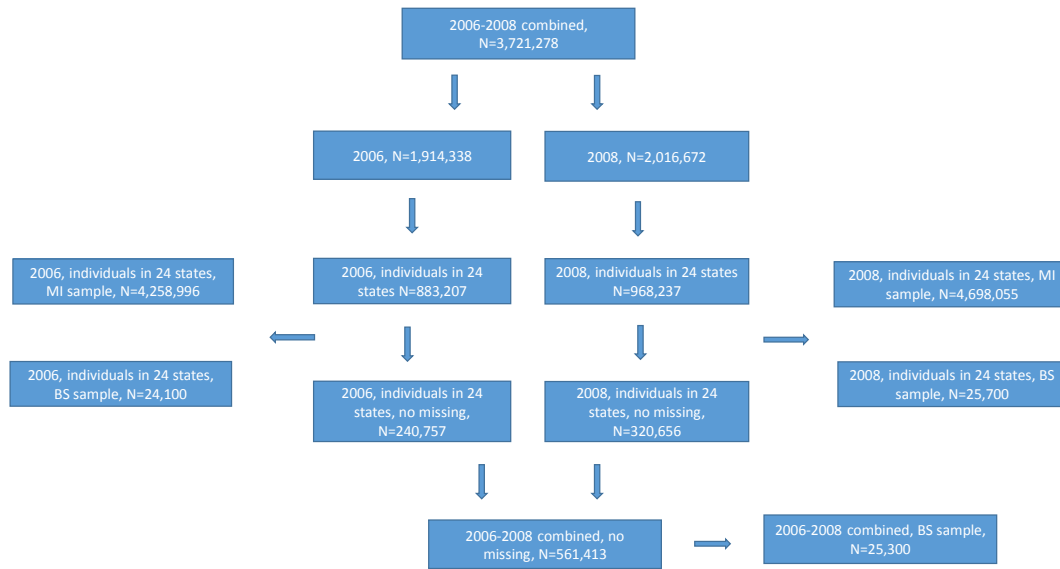 2006-2008 combined,
N=3,721,278
2006, N=1,914,338
2008, N=2,016,672
2006, individuals in 24 states,
MI sample, N=4,258,996
2006, individuals in 24
states N=883,207
2008, individuals in 24 states
N=968,237
2008, individuals in 24 states, MI
sample, N=4,698,055
2006, individuals in 24 states,
BS sample, N=24,100
2006, individuals in 24
states, no missing,
N=240,757
2008, individuals in 24
states, no missing,
N=320,656
2008, individuals in 24 states, BS
sample, N=25,700
2006-2008 combined, no
missing, N=561,413
2006-2008 combined, BS sample,
N=25,300